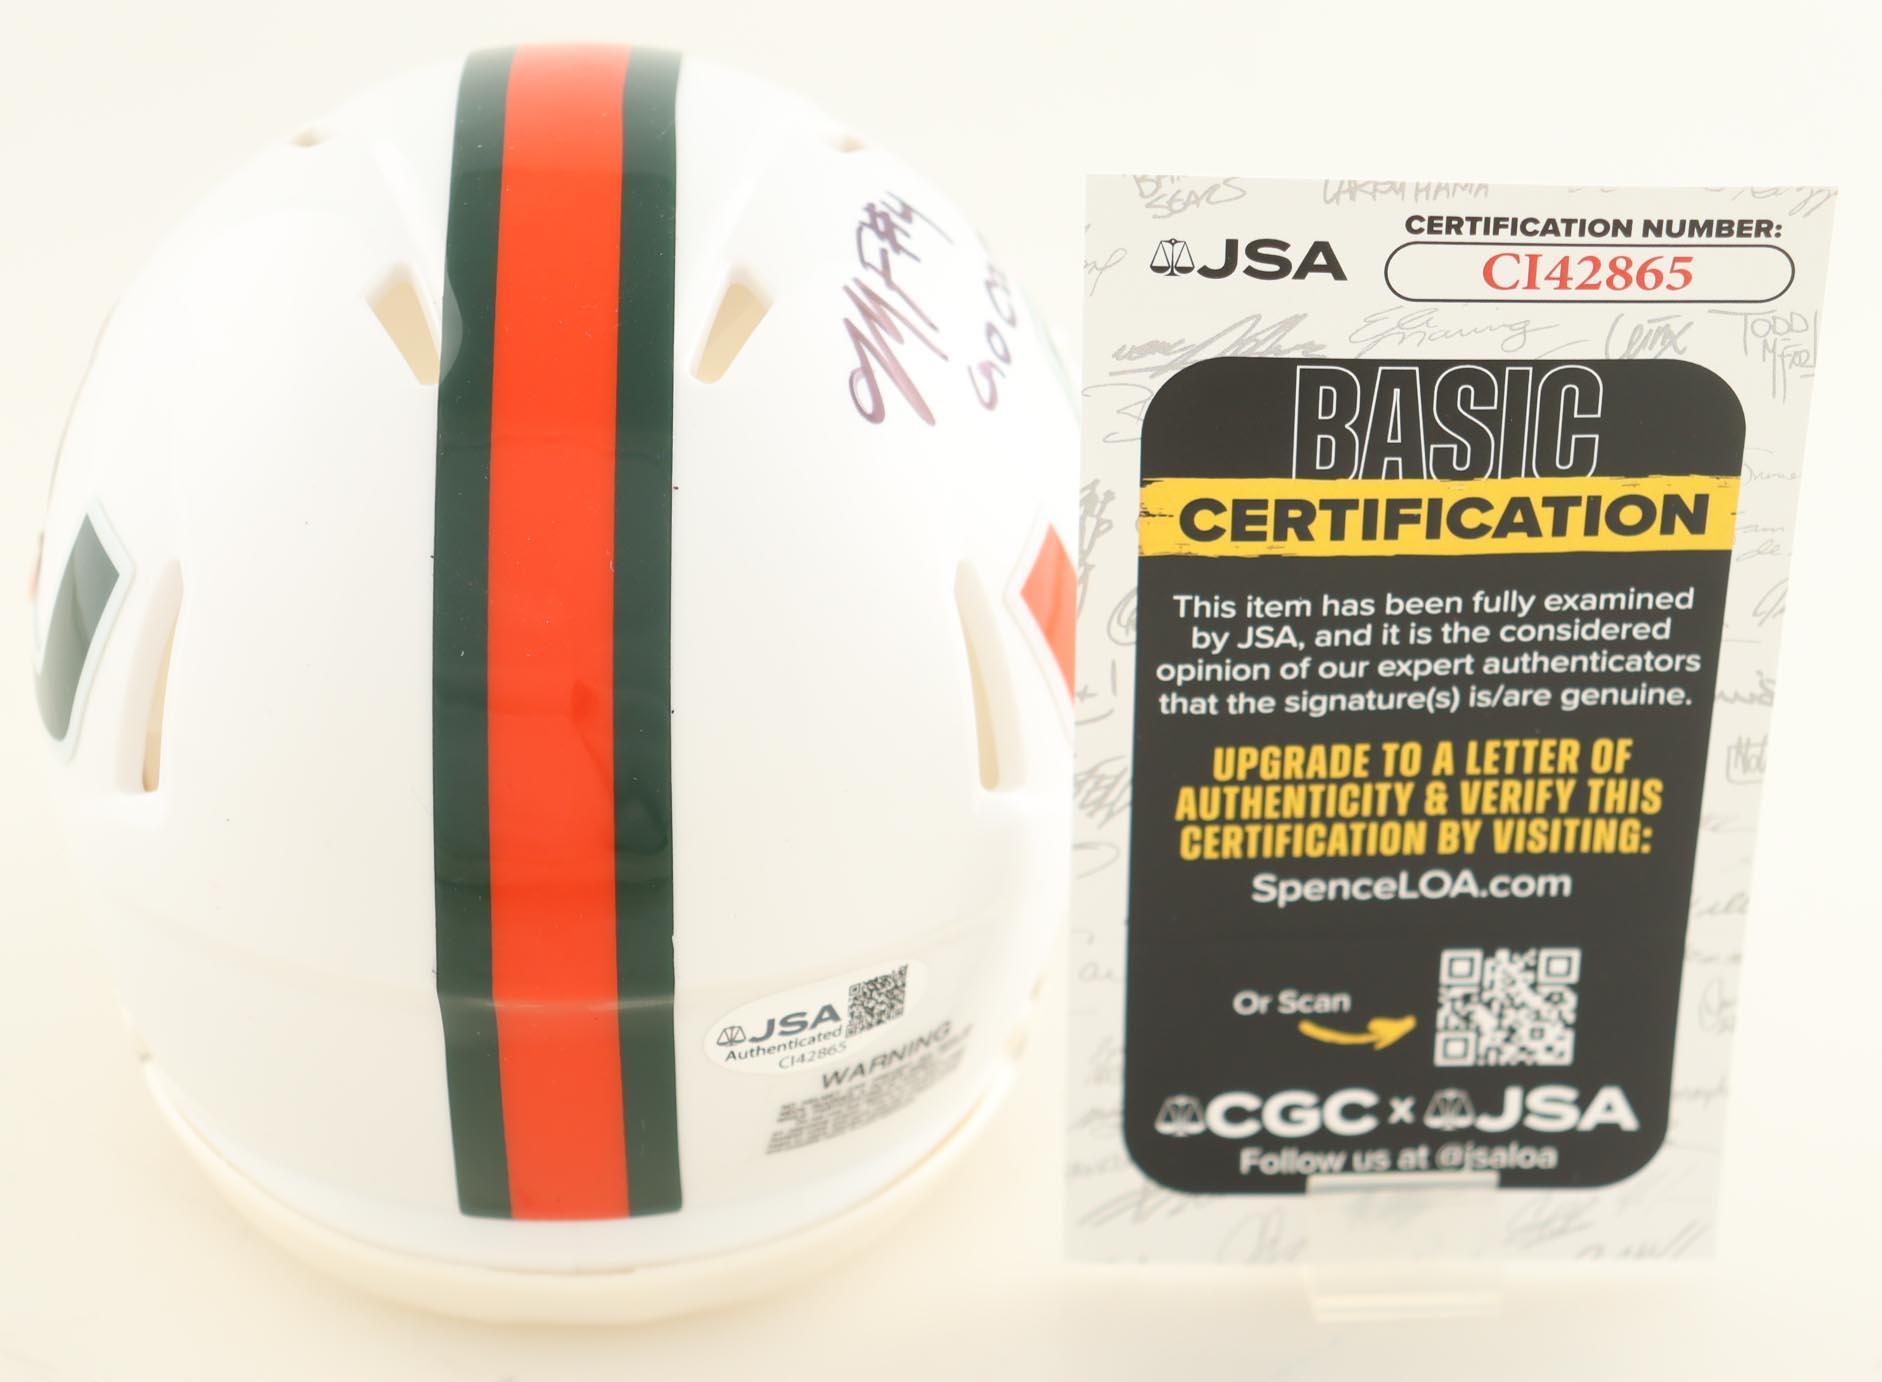 #4
JSA
Authenticated
CI42865
WARNING
JSA
CERTIFICATION NUMBER:
CI42865
BASIC
CERTIFICATION
This item has been fully examined
by JSA, and it is the considered
opinion of our expert authenticators
that the signature(s) is/are genuine.
UPGRADE TO A LETTER OF
AUTHENTICITY & VERIFY THIS
CERTIFICATION BY VISITING:
SpenceLOA.com
Or Scan
CGC x JSA
Follow us at @jsaloa